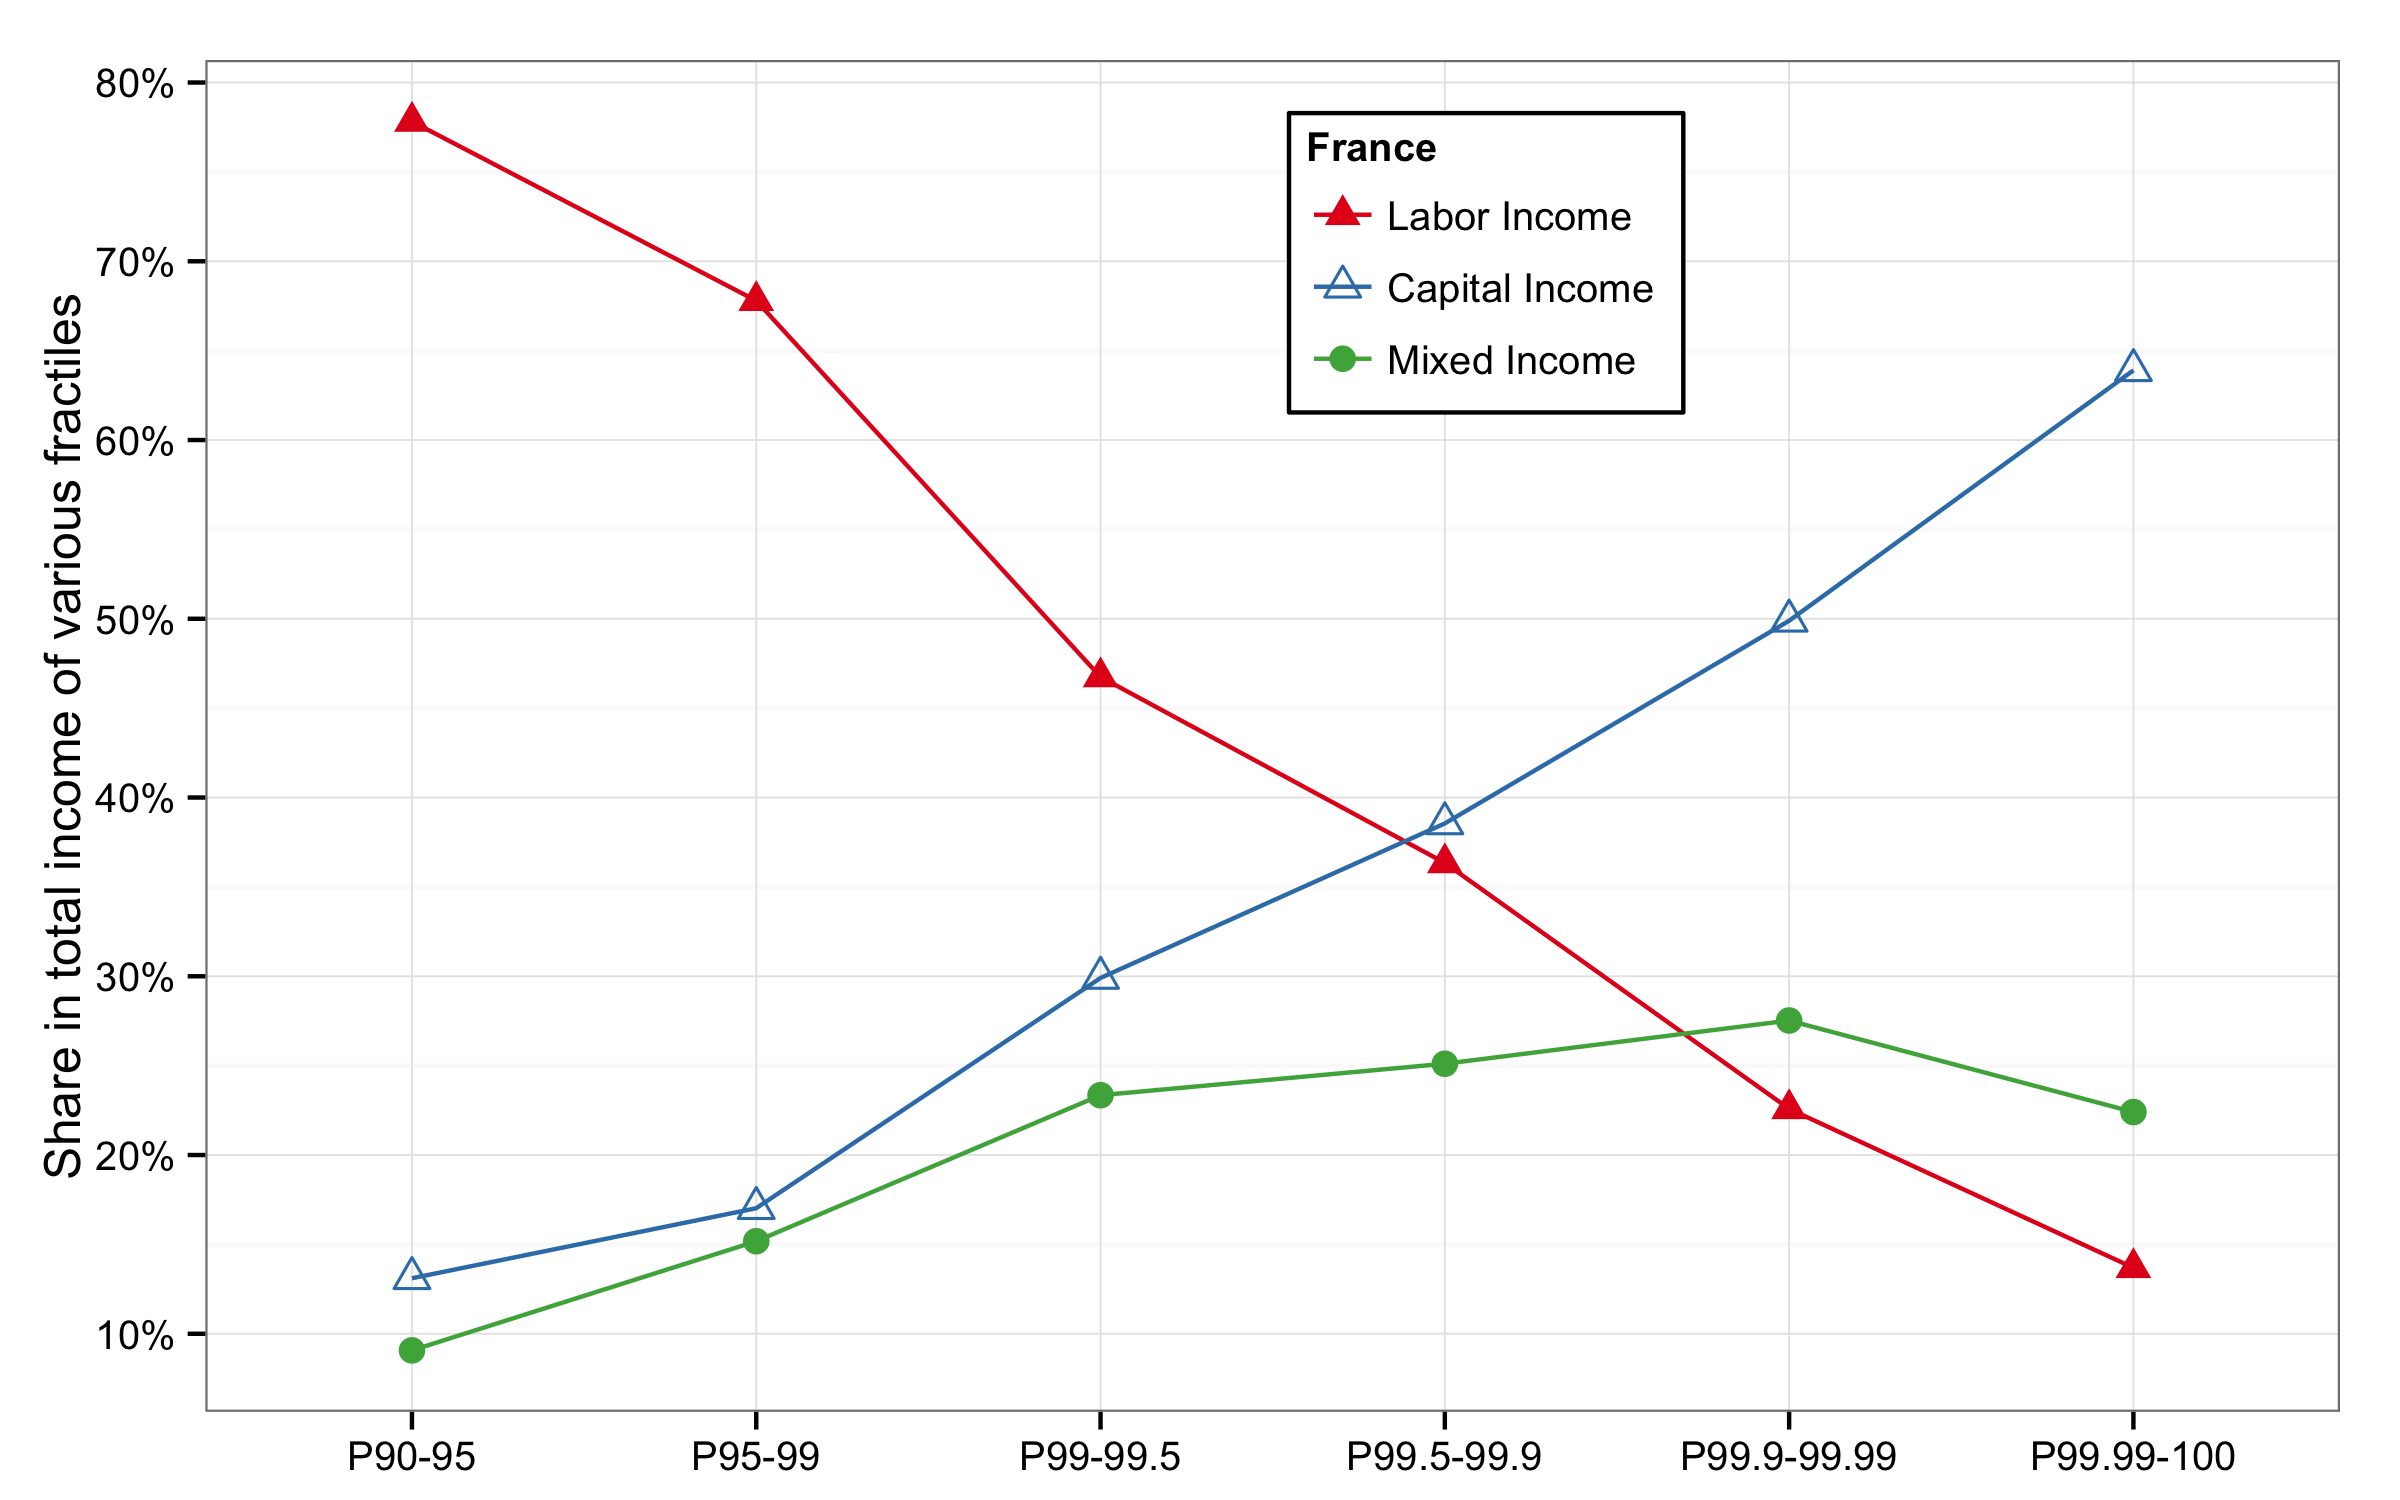 Share in total income of various fractiles
80%
70%
60%
50%
40%
30%
20%
10%
France
Labor Income
Capital Income
Mixed Income
P90-95
P95-99
P99-99.5
P99.5-99.9
P99.9-99.99
P99.99-100